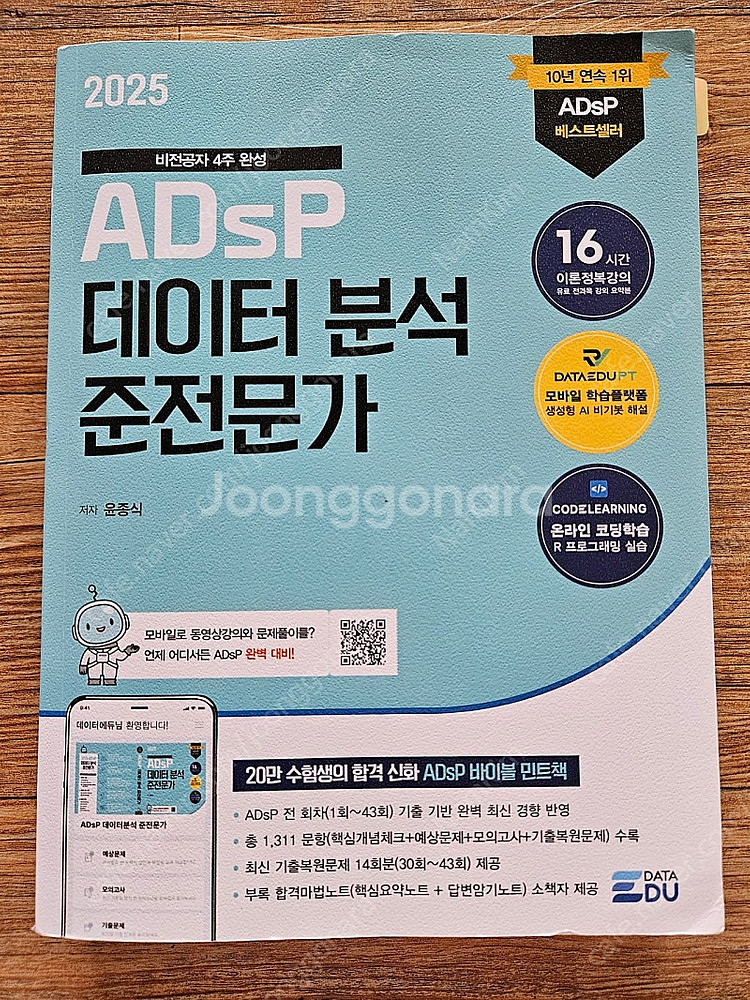 2025
10년 연속 1위
ADsP
베스트셀러
비전공자 4주 완성
ADsP
데이터 분석
준전문가
저자 윤종식
16시간
이론정복강의
유료 전과목 강의 요약본
DATAEDU PT
모바일 학습플랫폼
생성형 AI 비기봇 해설
</>
CODELEARNING
온라인 코딩학습
R 프로그래밍 실습
Joonggonara
모바일로 동영상강의와 문제풀이를?
언제 어디서든 ADsP 완벽 대비!
9:41
데이터에듀님 환영합니다!
ADsP
데이터 분석
준전문가
ADsP 데이터분석 준전문가
예상문제
모의고사
기출문제
20만 수험생의 합격 신화 ADsP 바이블 민트책
• ADsP 전 회차(1회~43회) 기출 기반 완벽 최신 경향 반영
• 총 1,311 문항(핵심개념체크+예상문제+모의고사+기출복원문제) 수록
• 최신 기출복원문제 14회분(30회~43회) 제공
• 부록 합격마법노트(핵심요약노트 + 답변암기노트) 소책자 제공
DATA
EDU